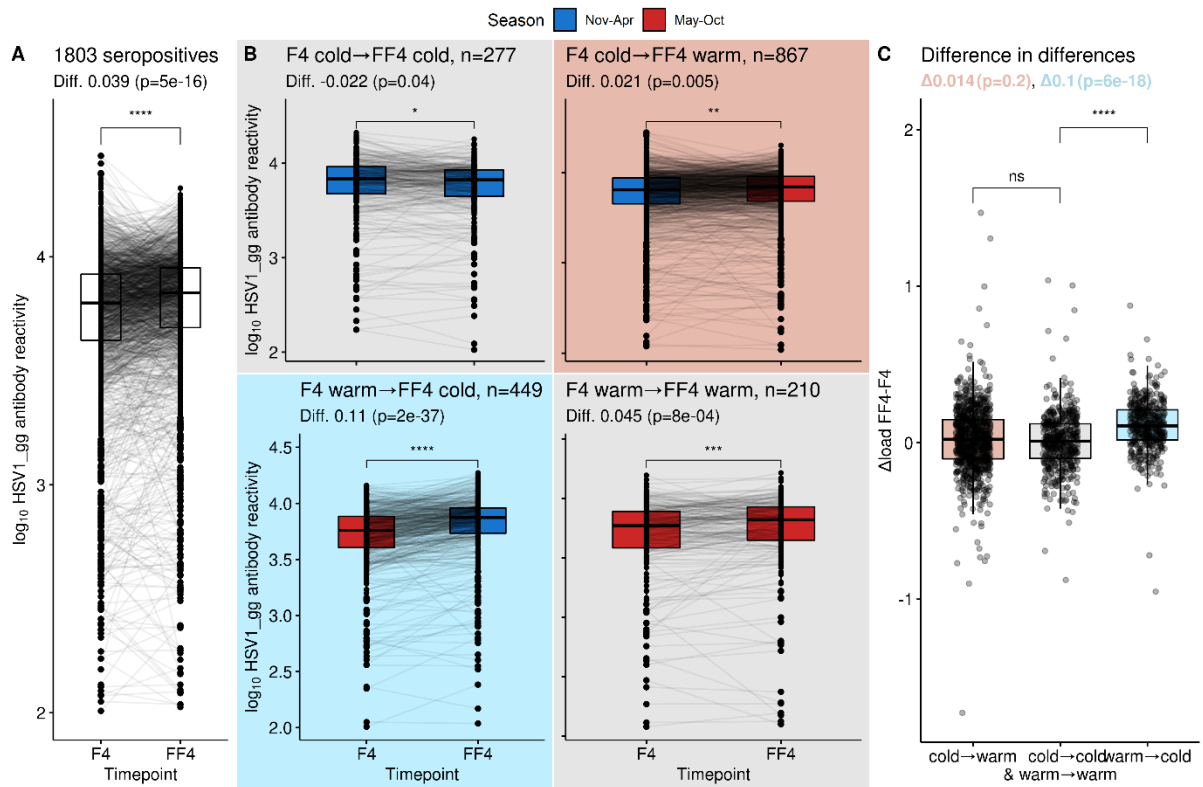 Season Nov-Apr May-Oct
A 1803 seropositives
Diff. 0.039 (p=5e-16)
****
4
3
2
log₁₀ HSV1_gg antibody reactivity
F4 FF4
Timepoint
B F4 cold→FF4 cold, n=277
Diff. -0.022 (p=0.04)
*
4
3
2
log₁₀ HSV1_gg antibody reactivity
F4 cold→FF4 warm, n=867
Diff. 0.021 (p=0.005)
**
F4 warm→FF4 cold, n=449
Diff. 0.11 (p=2e-37)
****
4.5
4.0
3.5
3.0
2.5
2.0
log₁₀ HSV1_gg antibody reactivity
F4 FF4
Timepoint
F4 warm→FF4 warm, n=210
Diff. 0.045 (p=8e-04)
***
F4 FF4
Timepoint
C Difference in differences
Δ0.014 (p=0.2), Δ0.1 (p=6e-18)
****
ns
2
1
0
-1
Δload FF4-F4
cold→warm cold→cold warm→cold
& warm→warm